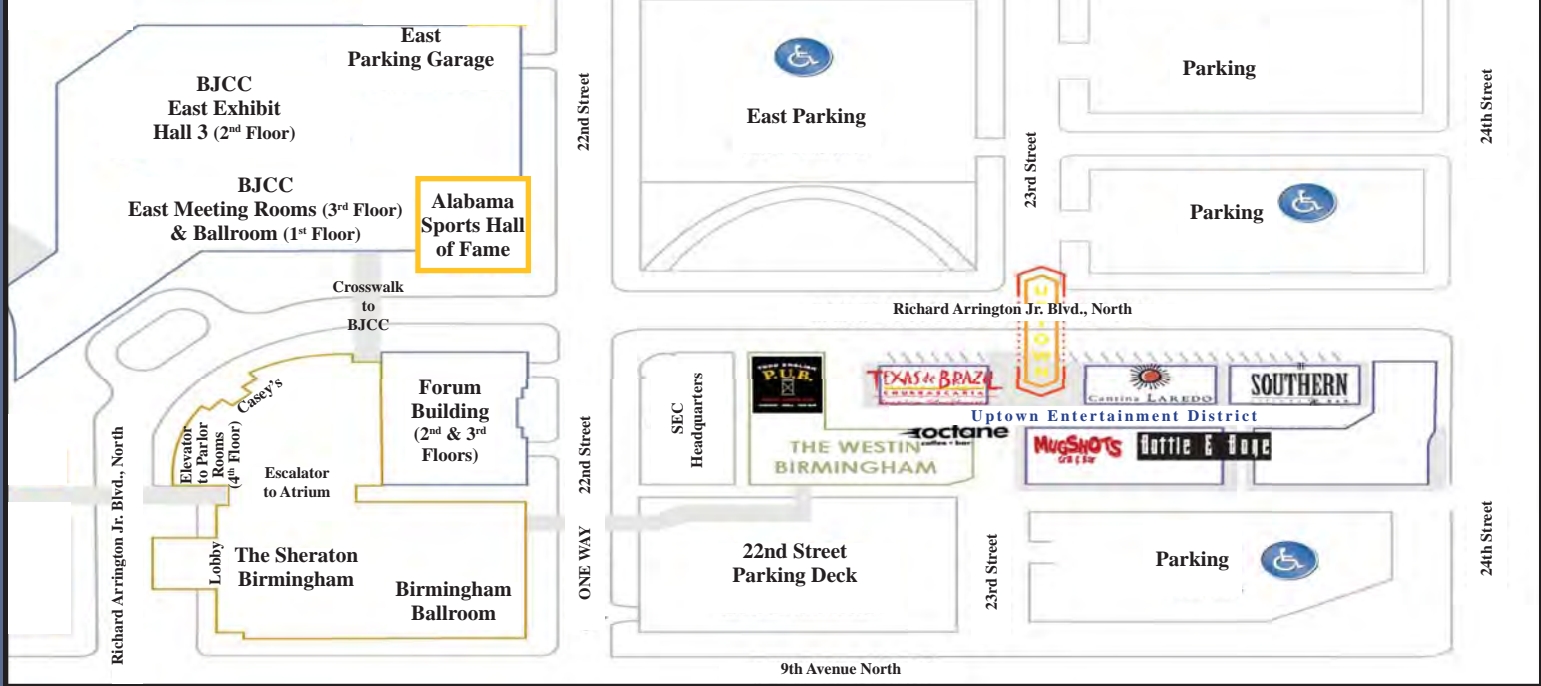 East
Parking Garage
BJCC
East Exhibit
Hall 3 (2nd Floor)
BJCC
East Meeting Rooms (3rd Floor)
& Ballroom (1st Floor)
Alabama
Sports Hall
of Fame
22nd Street
East Parking
23rd Street
Parking
Parking
24th Street
Crosswalk
to
BJCC
Richard Arrington Jr. Blvd., North
UPTOWN
Casey's
Elevator
to Parlor
Rooms
(4th Floor)
Escalator
to Atrium
Forum
Building
(2nd & 3rd
Floors)
22nd Street
SEC
Headquarters
P.U.B.
TEXAS de BRAZIL
CHURRASCARIA
Cantina LAREDO
SOUTHERN
Uptown Entertainment District
octane
coffee + bar
THE WESTIN
BIRMINGHAM
MUGSHOTS
Richard Arrington Jr. Blvd., North
Lobby
The Sheraton
Birmingham
Birmingham
Ballroom
ONE WAY
22nd Street
Parking Deck
23rd Street
Parking
24th Street
9th Avenue North